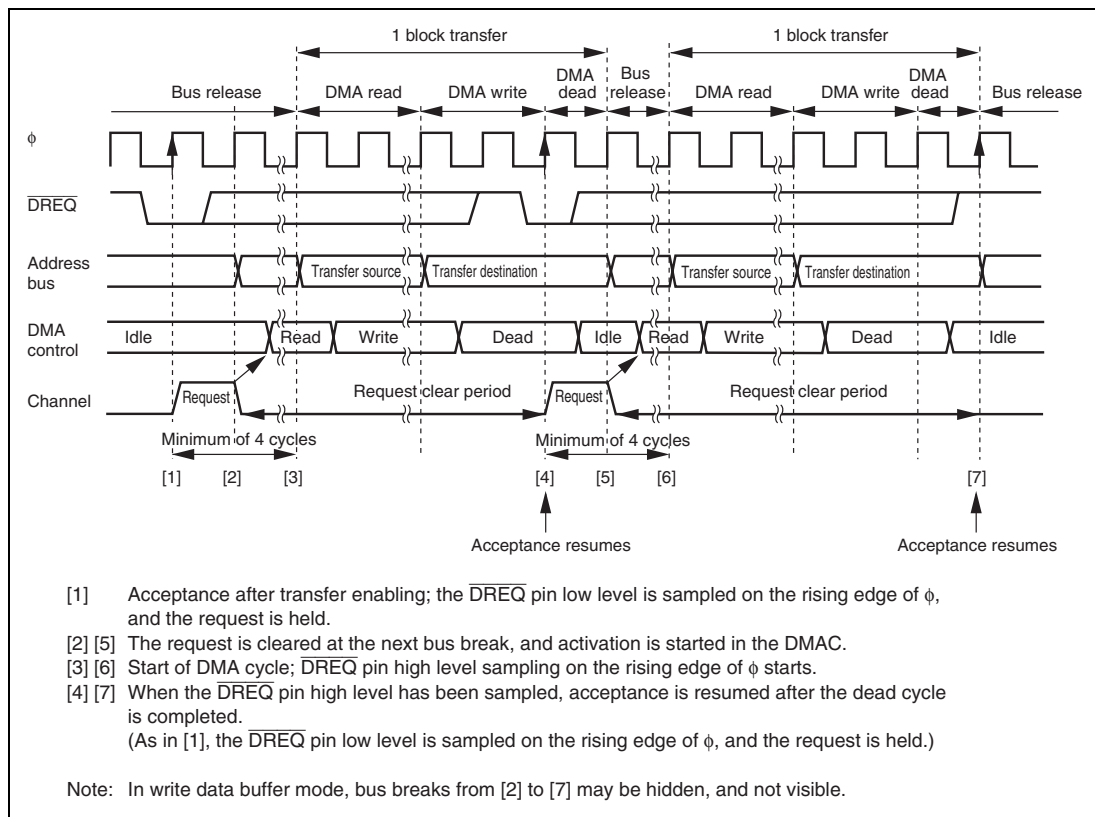 1 block transfer 1 block transfer
Bus release DMA read DMA write DMA dead Bus release DMA read DMA write DMA dead Bus release
φ
DREQ
Address bus Transfer source Transfer destination Transfer source Transfer destination
DMA control Idle Read Write Dead Idle Read Write Dead Idle
Channel Request Request clear period Request Request clear period
Minimum of 4 cycles Minimum of 4 cycles
[1] [2] [3] [4] [5] [6] [7]
Acceptance resumes Acceptance resumes
[1] Acceptance after transfer enabling; the DREQ pin low level is sampled on the rising edge of φ,
and the request is held.
[2] [5] The request is cleared at the next bus break, and activation is started in the DMAC.
[3] [6] Start of DMA cycle; DREQ pin high level sampling on the rising edge of φ starts.
[4] [7] When the DREQ pin high level has been sampled, acceptance is resumed after the dead cycle
is completed.
(As in [1], the DREQ pin low level is sampled on the rising edge of φ, and the request is held.)
Note: In write data buffer mode, bus breaks from [2] to [7] may be hidden, and not visible.